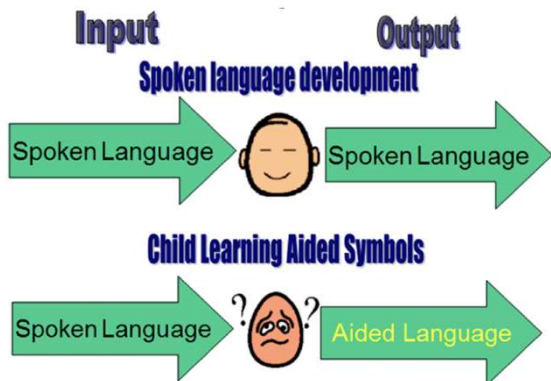 Input Output
Spoken language development
Spoken Language Spoken Language
Child Learning Aided Symbols
? ?
Spoken Language Aided Language